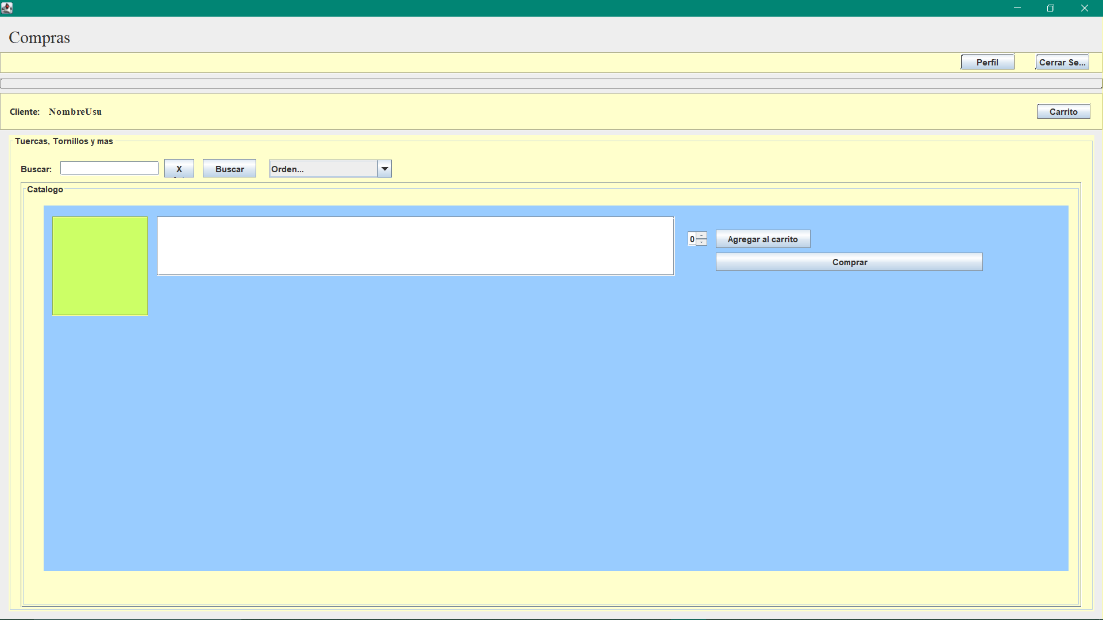 Compras
Perfil
Cerrar Se...
Cliente: NombreUsu
Carrito
Tuercas, Tornillos y mas
Buscar:
X
Buscar
Orden...
Catalogo
0
Agregar al carrito
Comprar